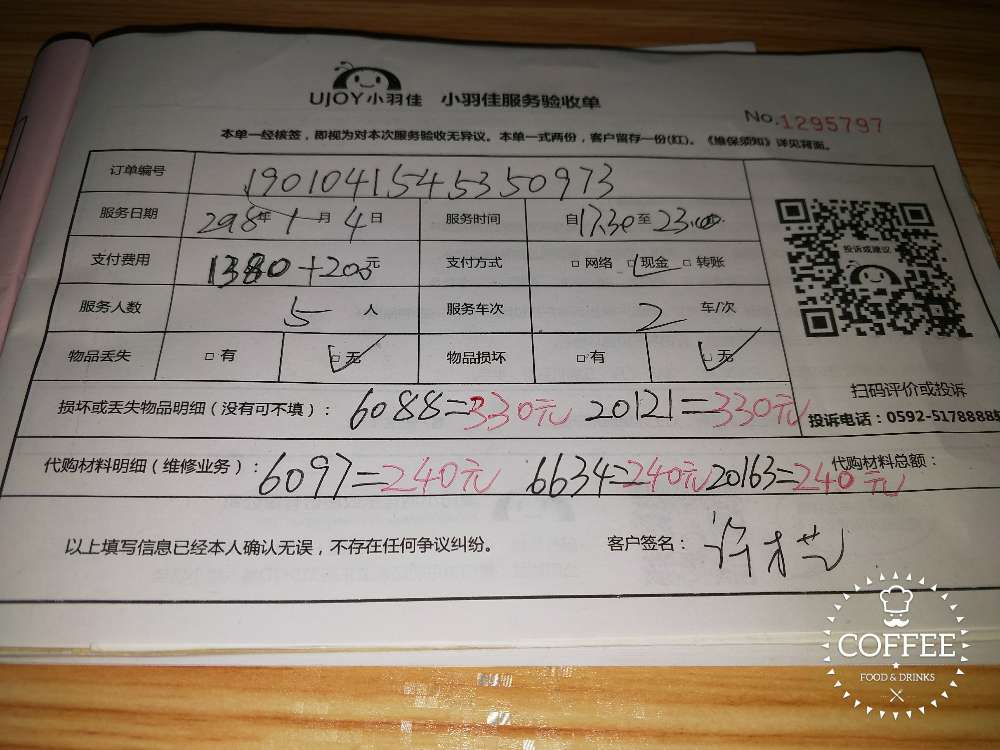 UJOY小羽佳 小羽佳服务验收单
No.1295797
本单一经核签，即视为对本次服务验收无异议。本单一式两份，客户留存一份(红)。《维保须知》详见背面。
订单编号 1901041545350973
服务日期 298年1月4日 服务时间 自17.30至23.00
投诉或建议
支付费用 1380+200元 支付方式 □网络 □现金 □转账
服务人数 5人 服务车次 2车/次
物品丢失 □有 □无 物品损坏 □有 □无
扫码评价或投诉
损坏或丢失物品明细（没有可不填）： 6088=330元 20121=330元
投诉电话：0592-5178888
代购材料明细（维修业务）： 6097=240元 6634=240元 20163=240元 代购材料总额：
以上填写信息已经本人确认无误，不存在任何争议纠纷。 客户签名： 许
COFFEE
FOOD & DRINKS